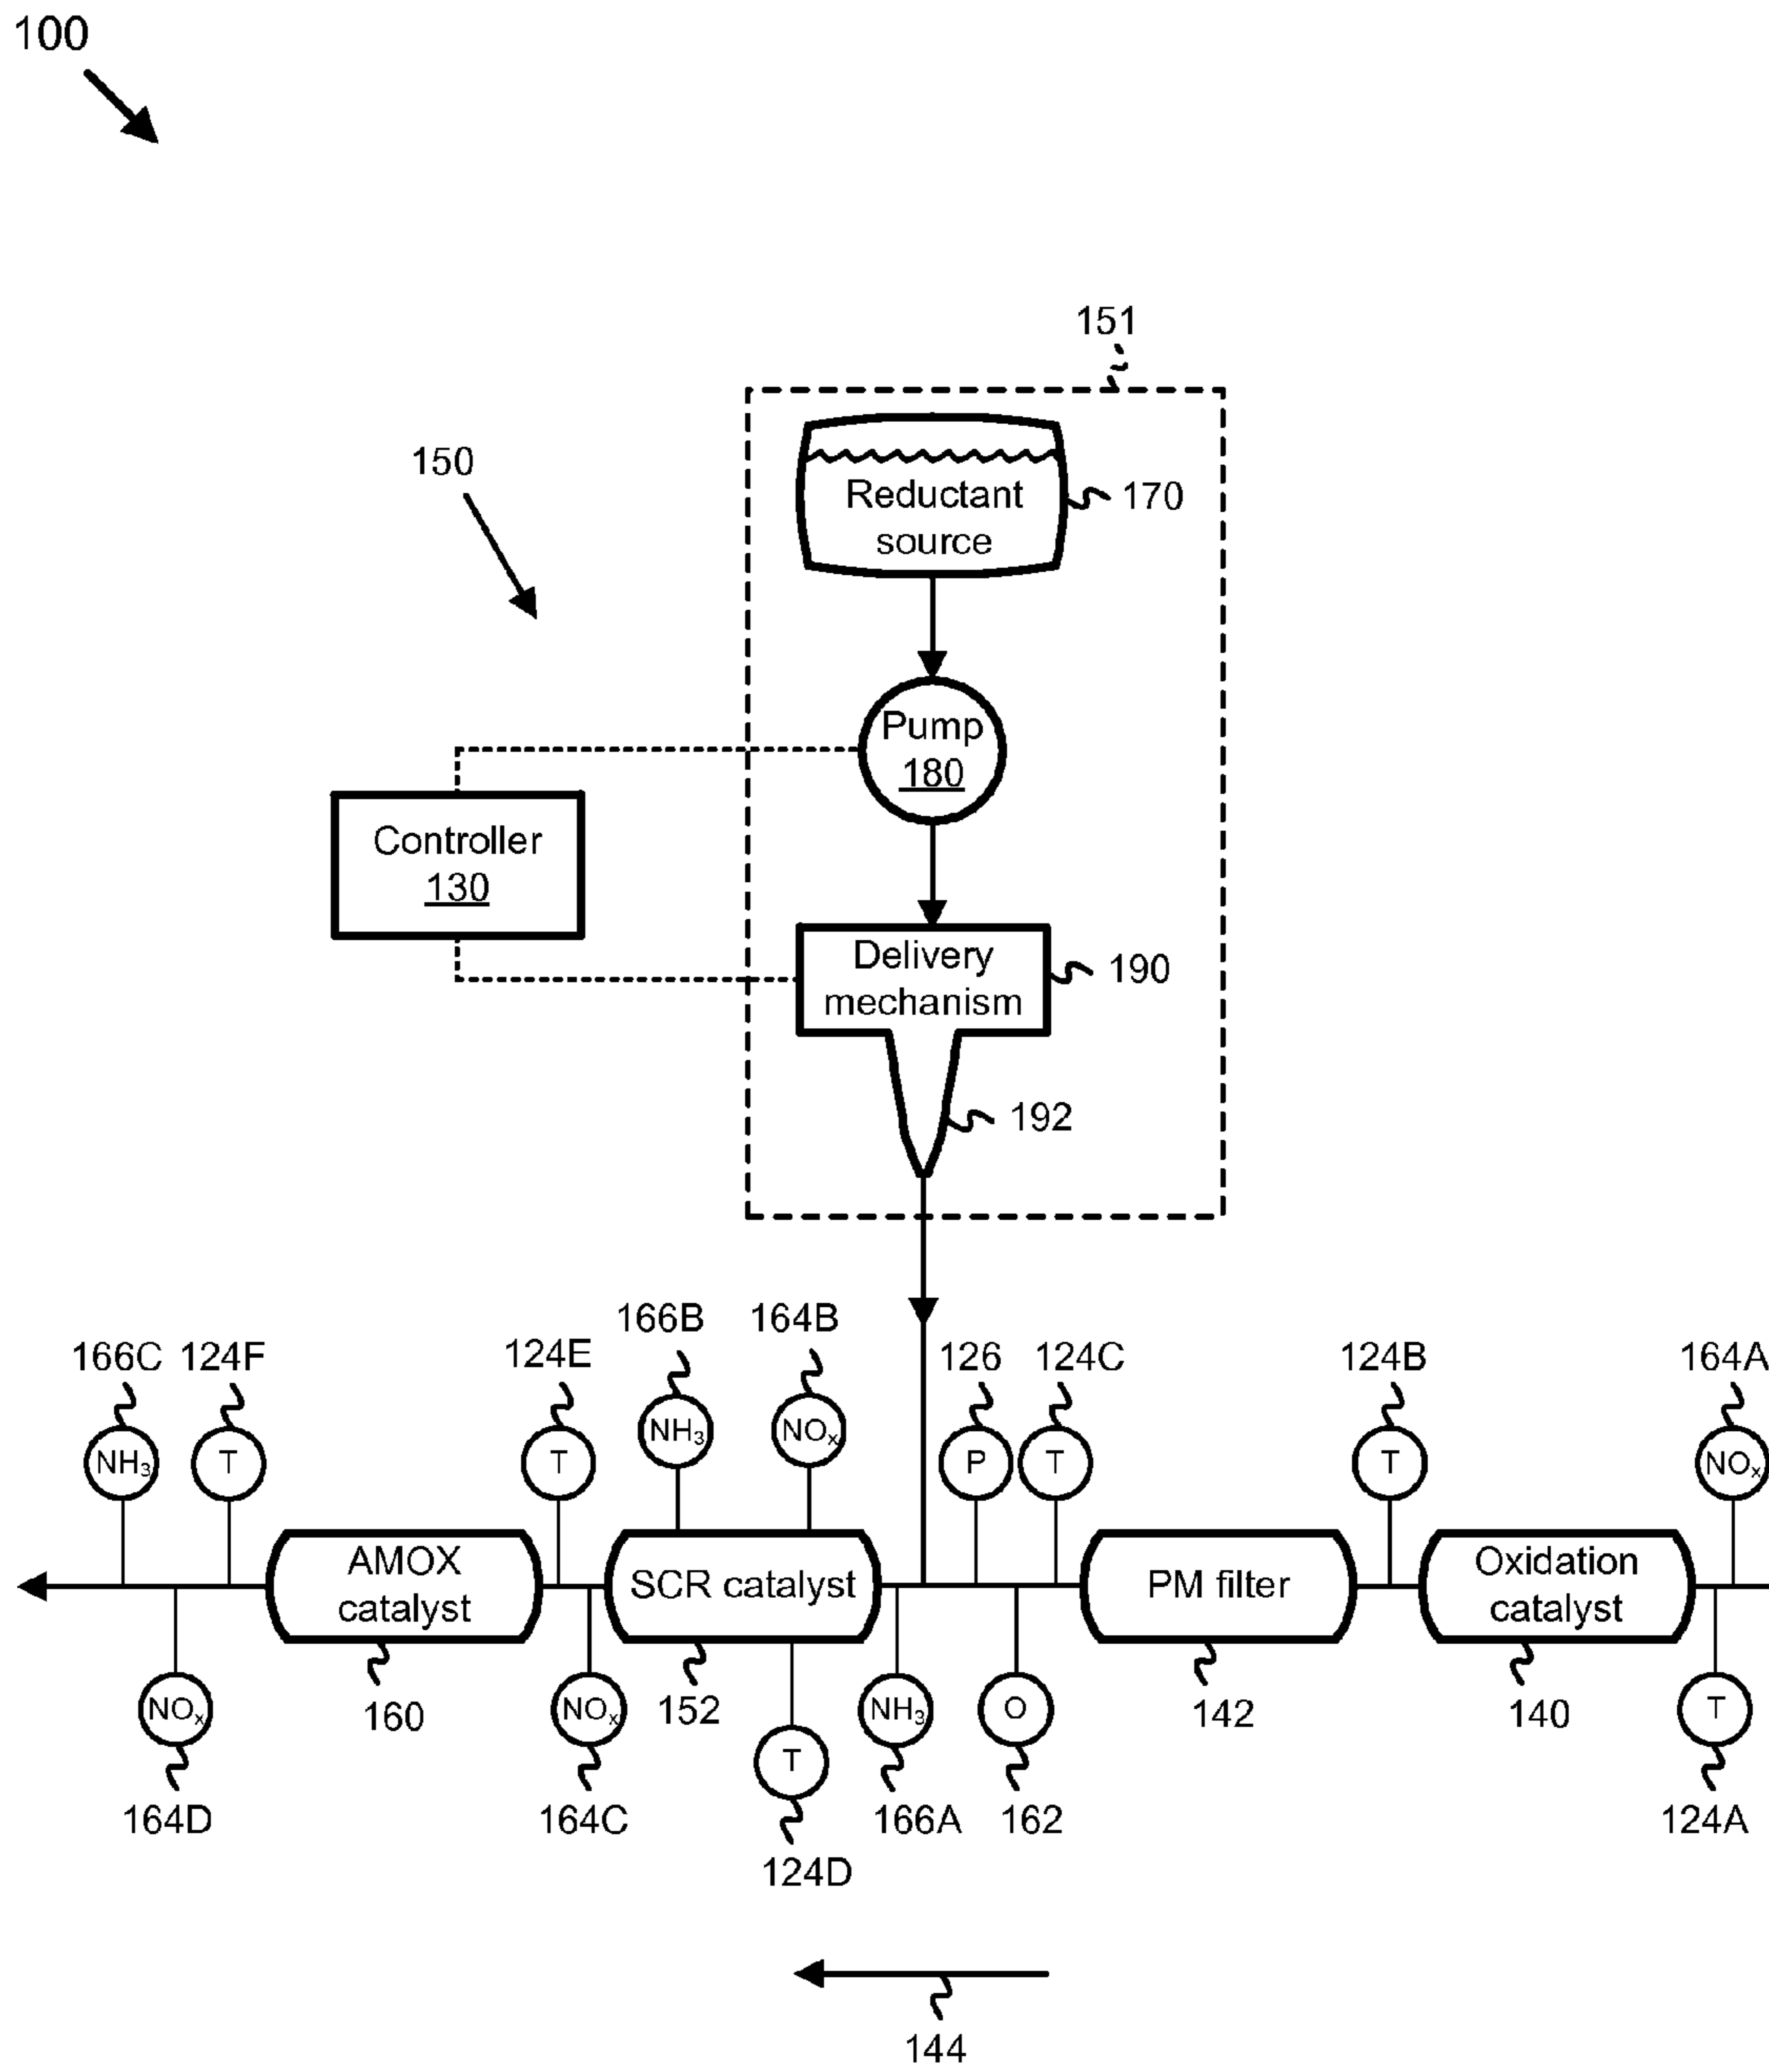 100
151
150
Reductant
source
170
Pump
180
Controller
130
Delivery
mechanism
190
192
166B
164B
166C
124F
124E
126
124C
124B
164A
NH₃
NOₓ
NH₃
T
T
P
T
T
NOₓ
AMOX
catalyst
SCR catalyst
PM filter
Oxidation
catalyst
NOₓ
160
NOₓ
152
NH₃
O
142
140
T
T
164D
164C
166A
162
124A
124D
144